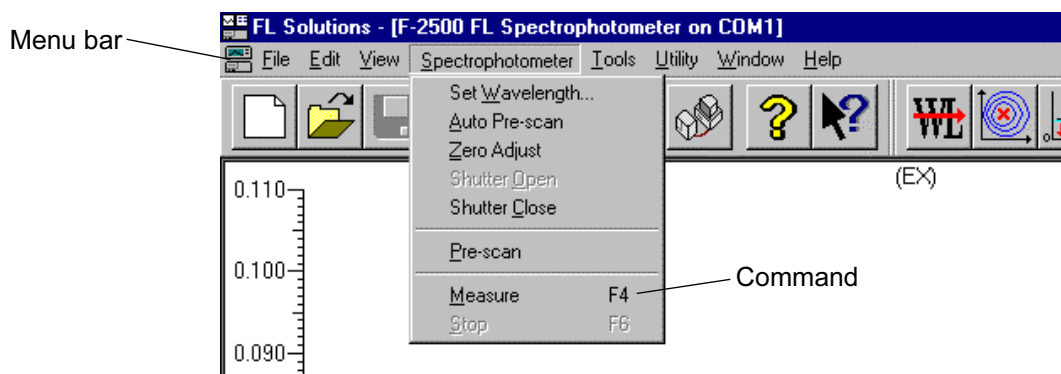 FL Solutions - [F-2500 FL Spectrophotometer on COM1]
Menu bar
File Edit View Spectrophotometer Tools Utility Window Help
Set Wavelength...
Auto Pre-scan
Zero Adjust
Shutter Open
Shutter Close
Pre-scan
Measure F4
Stop F6
Command
WL
(EX)
0.110
0.100
0.090